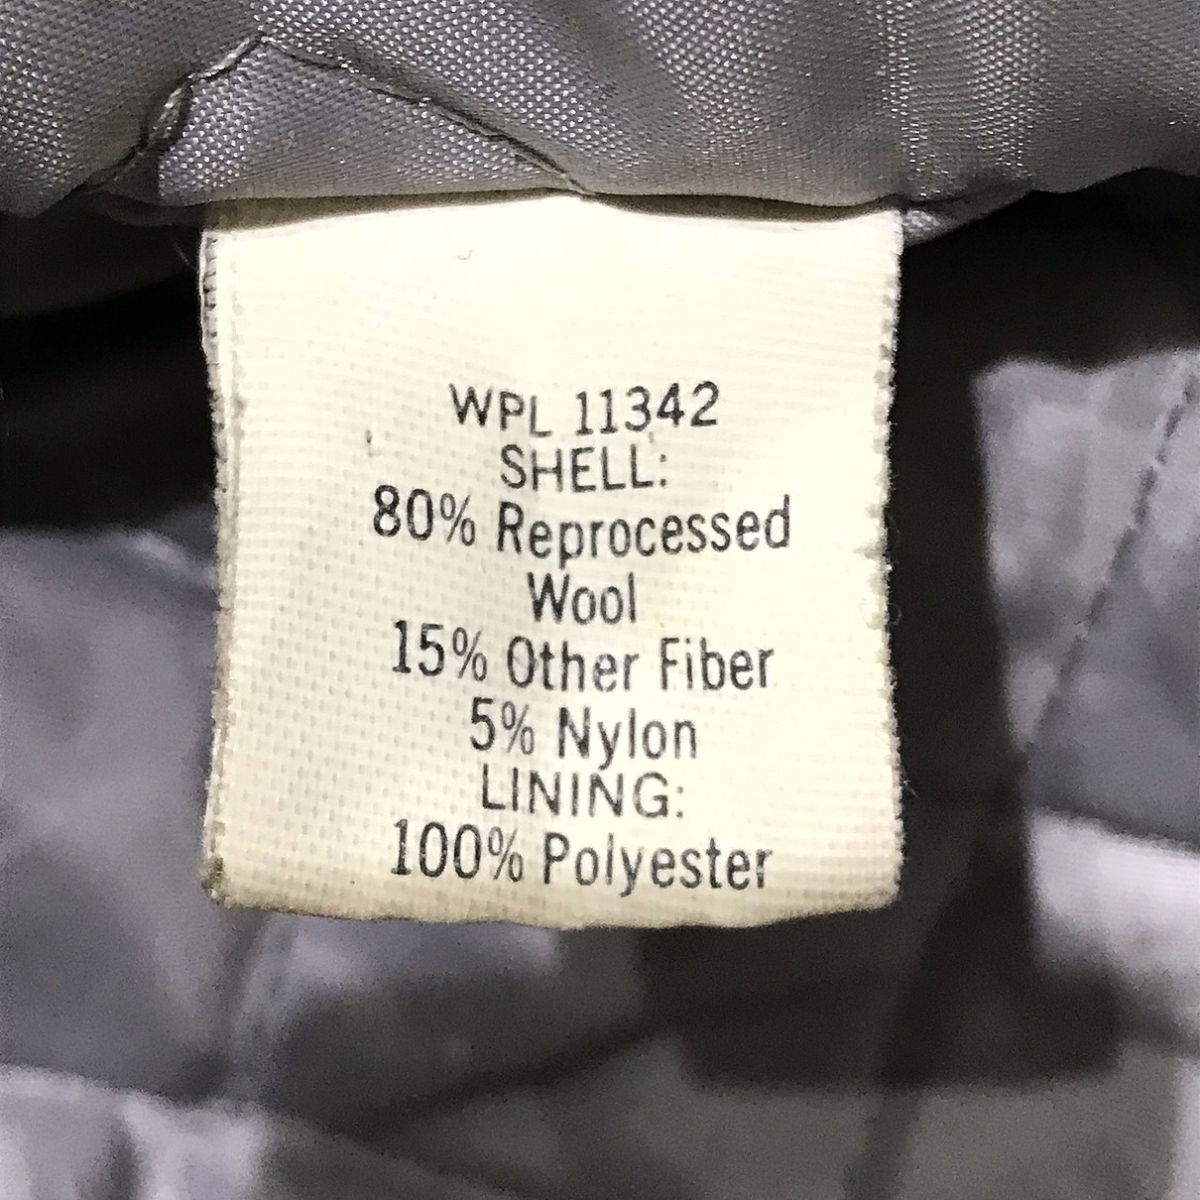 WPL 11342
SHELL:
80% Reprocessed
Wool
15% Other Fiber
5% Nylon
LINING:
100% Polyester